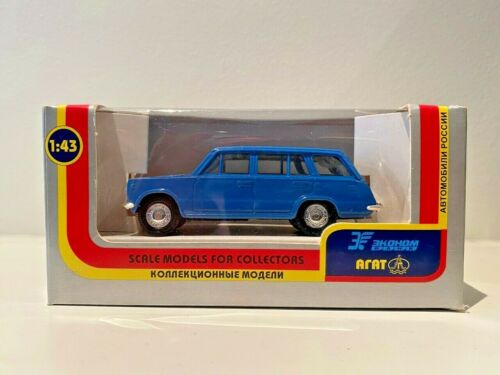 1:43
SCALE MODELS FOR COLLECTORS
КОЛЛЕКЦИОННЫЕ МОДЕЛИ
ЭКОНОМ
АГАТ
АВТОМОБИЛИ РОССИИ